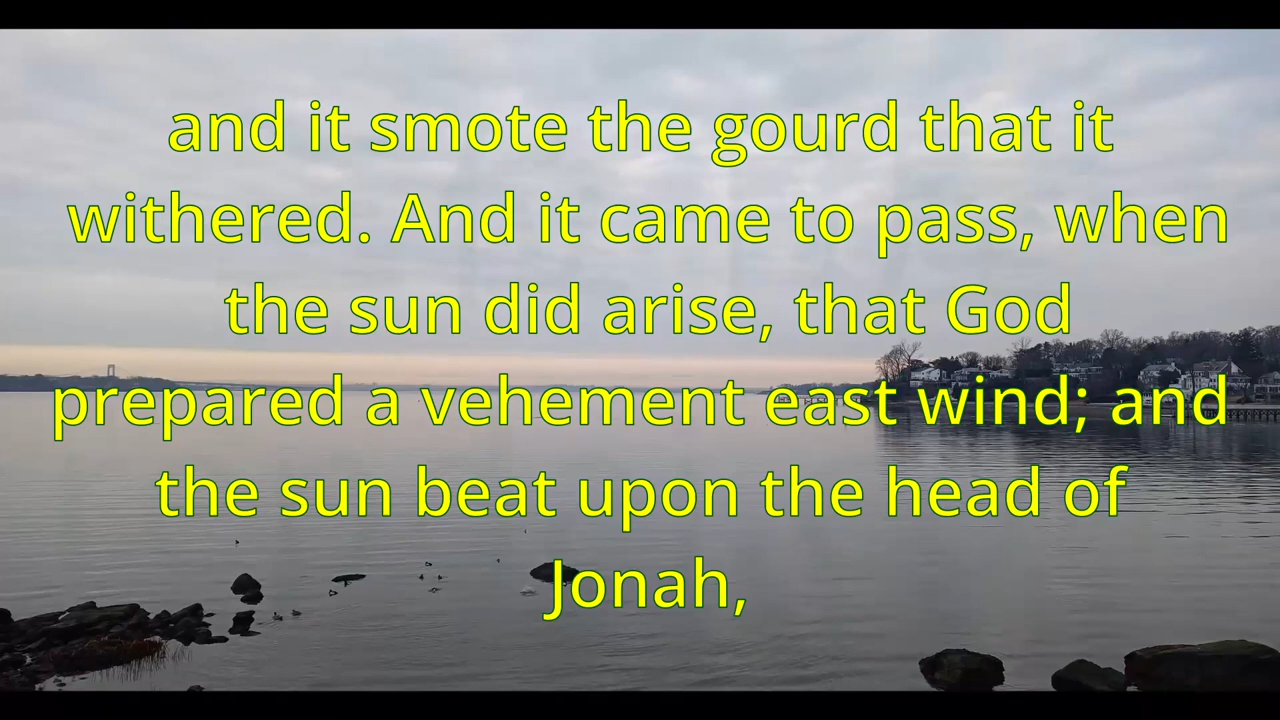 and it smote the gourd that it
withered. And it came to pass, when
the sun did arise, that God
prepared a vehement east wind; and
the sun beat upon the head of
Jonah,